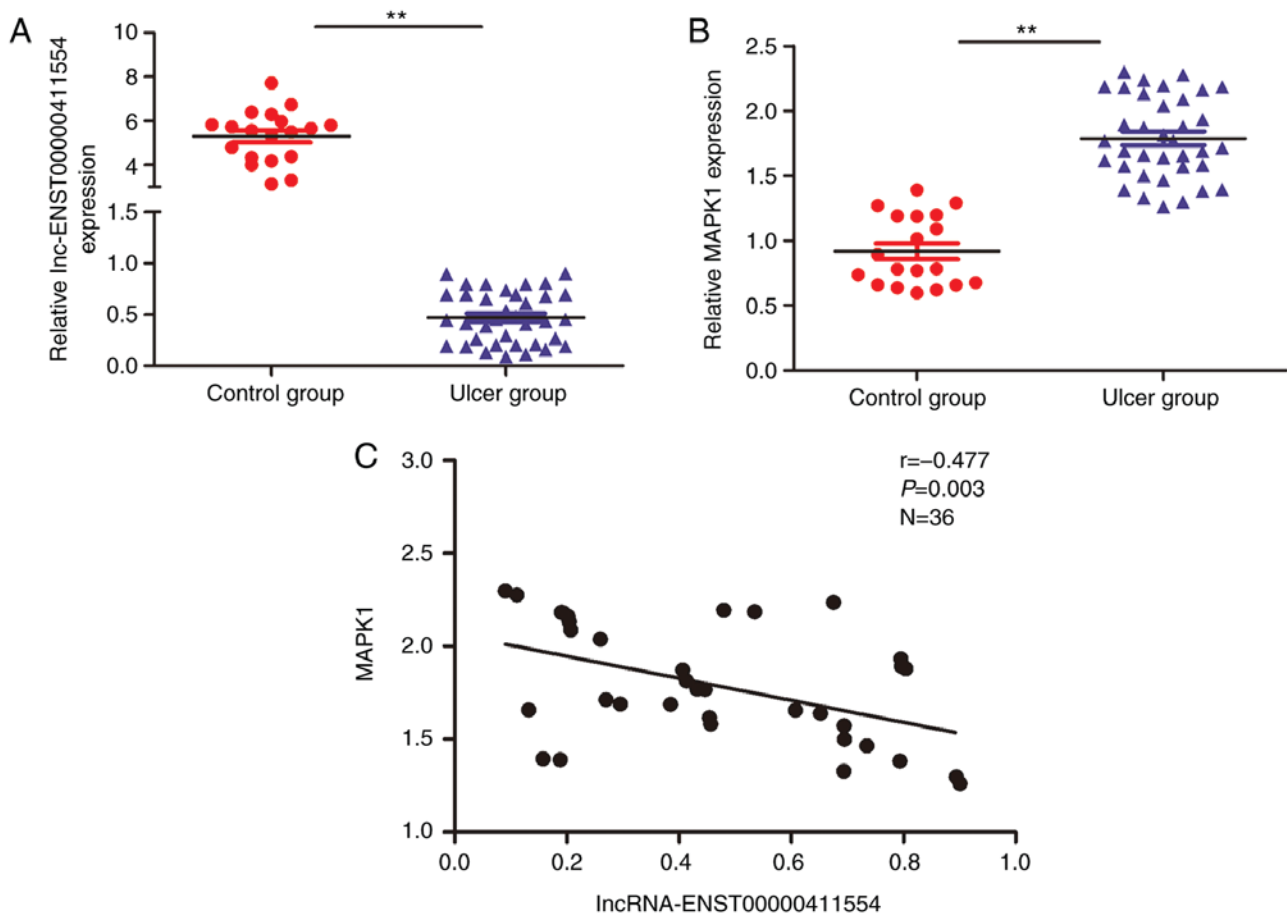 A
**
Relative lnc-ENST00000411554
expression
10
8
6
4
1.5
1.0
0.5
0.0
Control group
Ulcer group
B
**
Relative MAPK1 expression
2.5
2.0
1.5
1.0
0.5
0.0
Control group
Ulcer group
C
r=−0.477
P=0.003
N=36
MAPK1
3.0
2.5
2.0
1.5
1.0
0.0 0.2 0.4 0.6 0.8 1.0
lncRNA-ENST00000411554